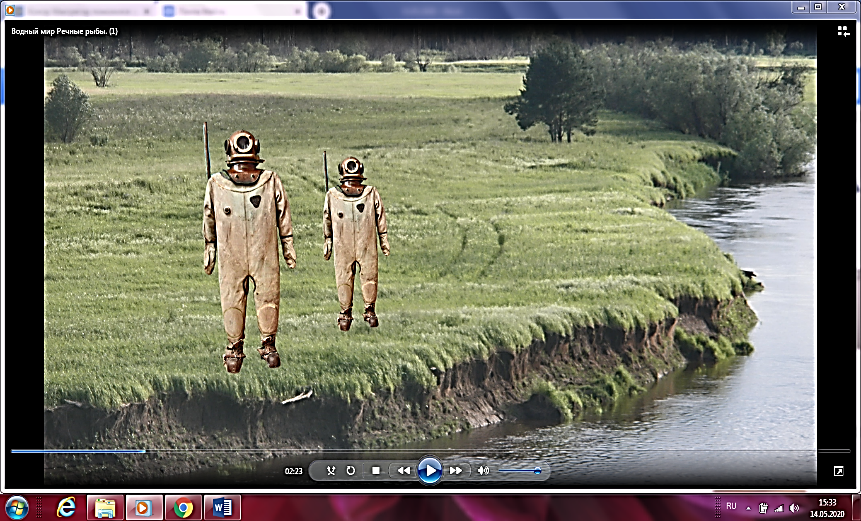 Водный мир Речные рыбы. (1)
02:23
RU
15:33
14.05.2020